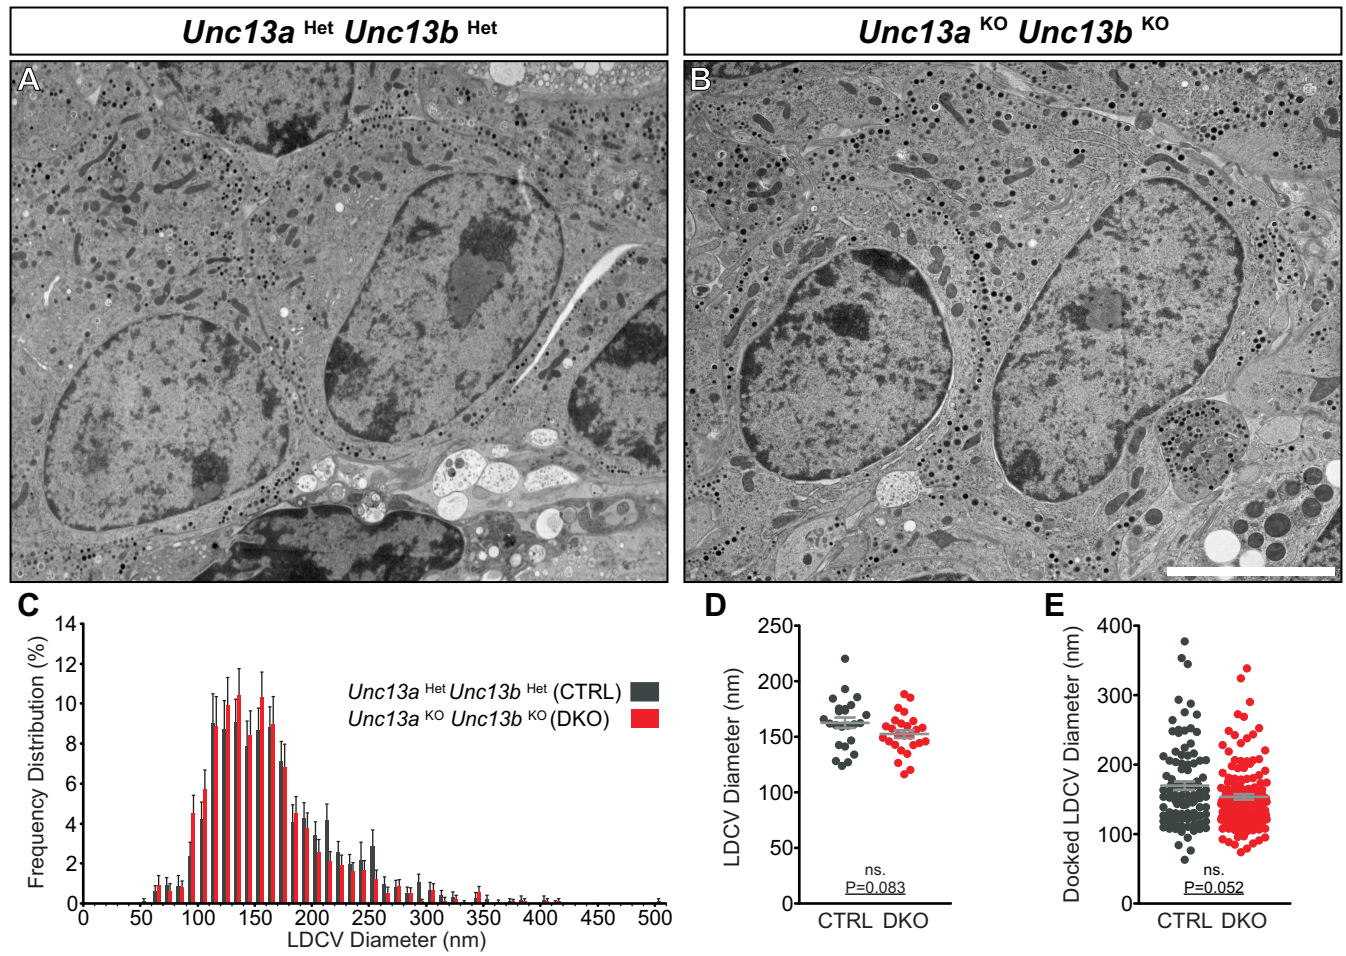 Unc13a Het Unc13b Het
Unc13a KO Unc13b KO
A
B
C
14
12
10
8
6
4
2
0
Frequency Distribution (%)
Unc13a Het Unc13b Het (CTRL)
Unc13a KO Unc13b KO (DKO)
0 50 100 150 200 250 300 350 400 450 500
LDCV Diameter (nm)
D
250
200
150
100
50
0
LDCV Diameter (nm)
ns.
P=0.083
CTRL DKO
E
400
300
200
100
0
Docked LDCV Diameter (nm)
ns.
P=0.052
CTRL DKO